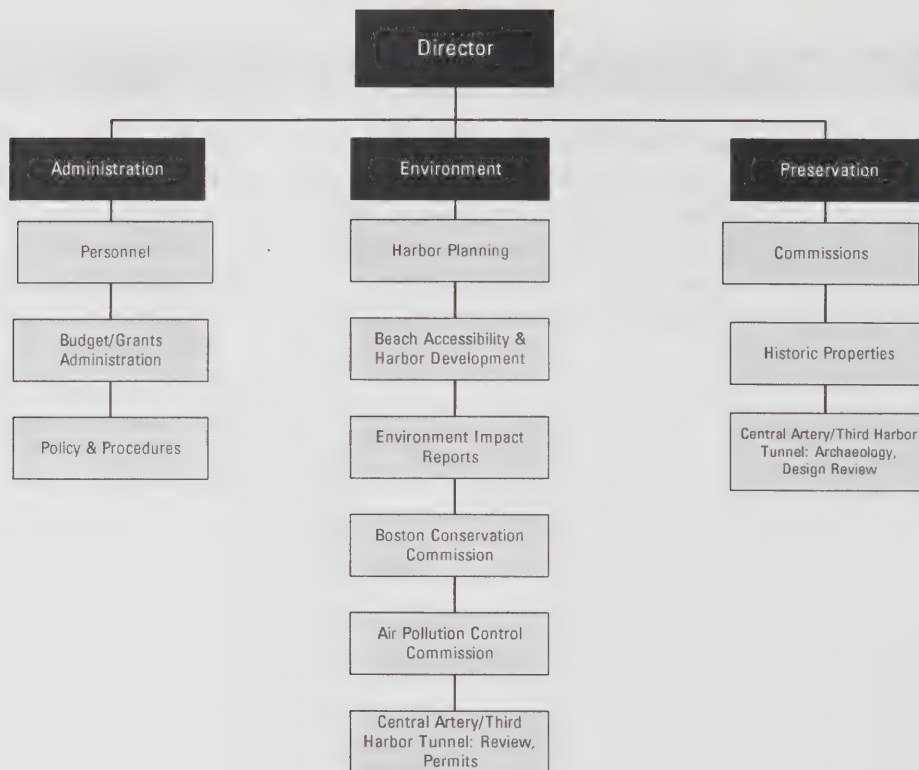 Director
Administration
Environment
Preservation
Personnel
Harbor Planning
Commissions
Budget/Grants
Administration
Beach Accessibility &
Harbor Development
Historic Properties
Policy & Procedures
Environment Impact
Reports
Central Artery/Third Harbor
Tunnel: Archaeology,
Design Review
Boston Conservation
Commission
Air Pollution Control
Commission
Central Artery/Third
Harbor Tunnel: Review,
Permits